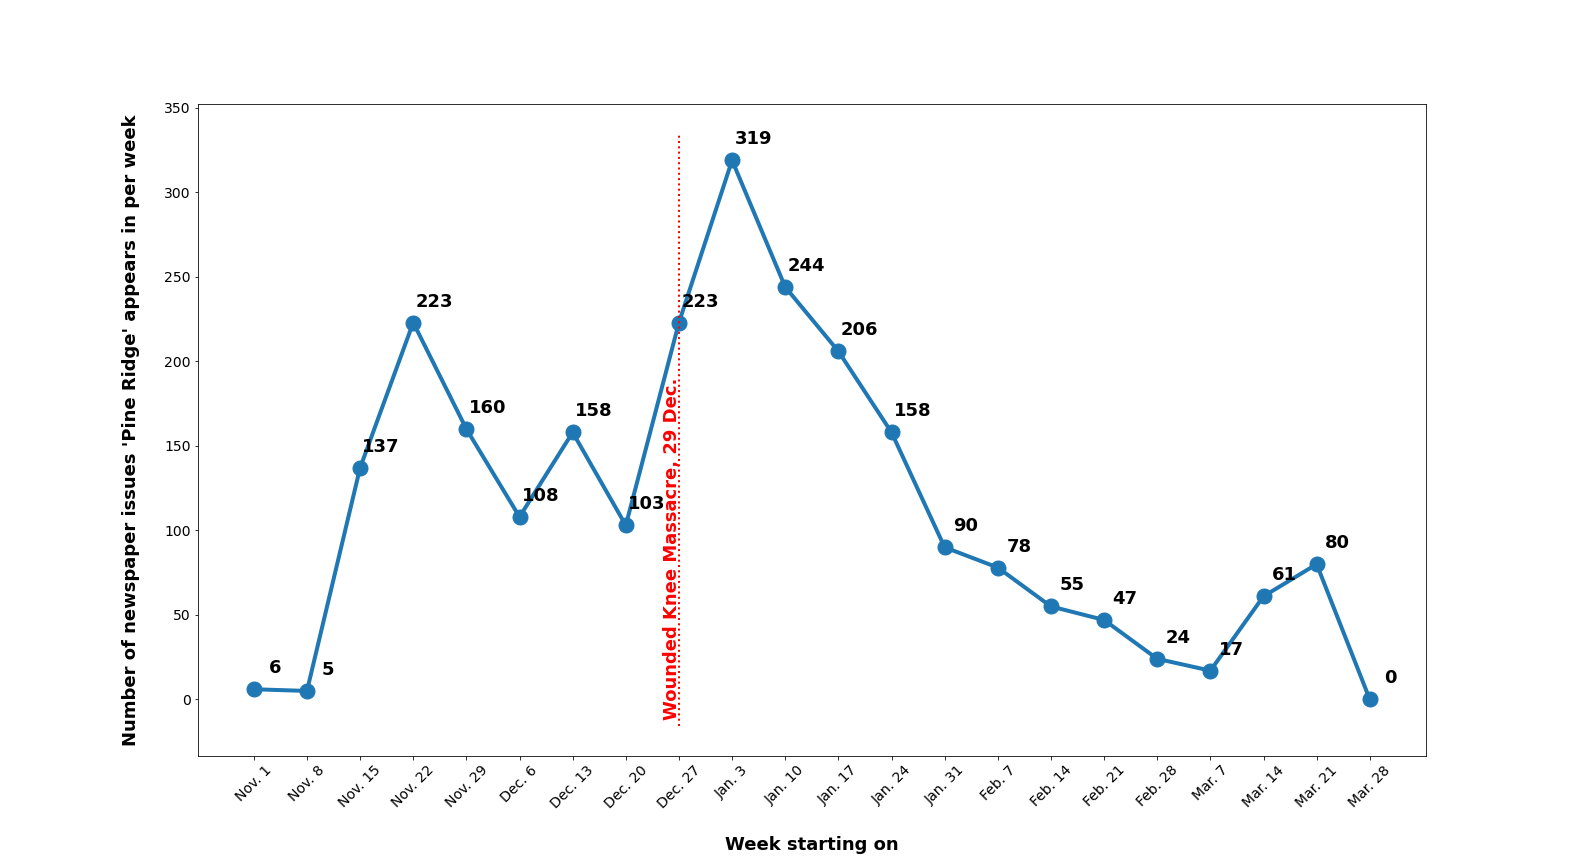 Number of newspaper issues 'Pine Ridge' appears in per week
350
300
250
200
150
100
50
0
6
5
137
223
160
108
158
103
223
319
244
206
158
90
78
55
47
24
17
61
80
0
Wounded Knee Massacre, 29 Dec.
Nov. 1
Nov. 8
Nov. 15
Nov. 22
Nov. 29
Dec. 6
Dec. 13
Dec. 20
Dec. 27
Jan. 3
Jan. 10
Jan. 17
Jan. 24
Jan. 31
Feb. 7
Feb. 14
Feb. 21
Feb. 28
Mar. 7
Mar. 14
Mar. 21
Mar. 28
Week starting on